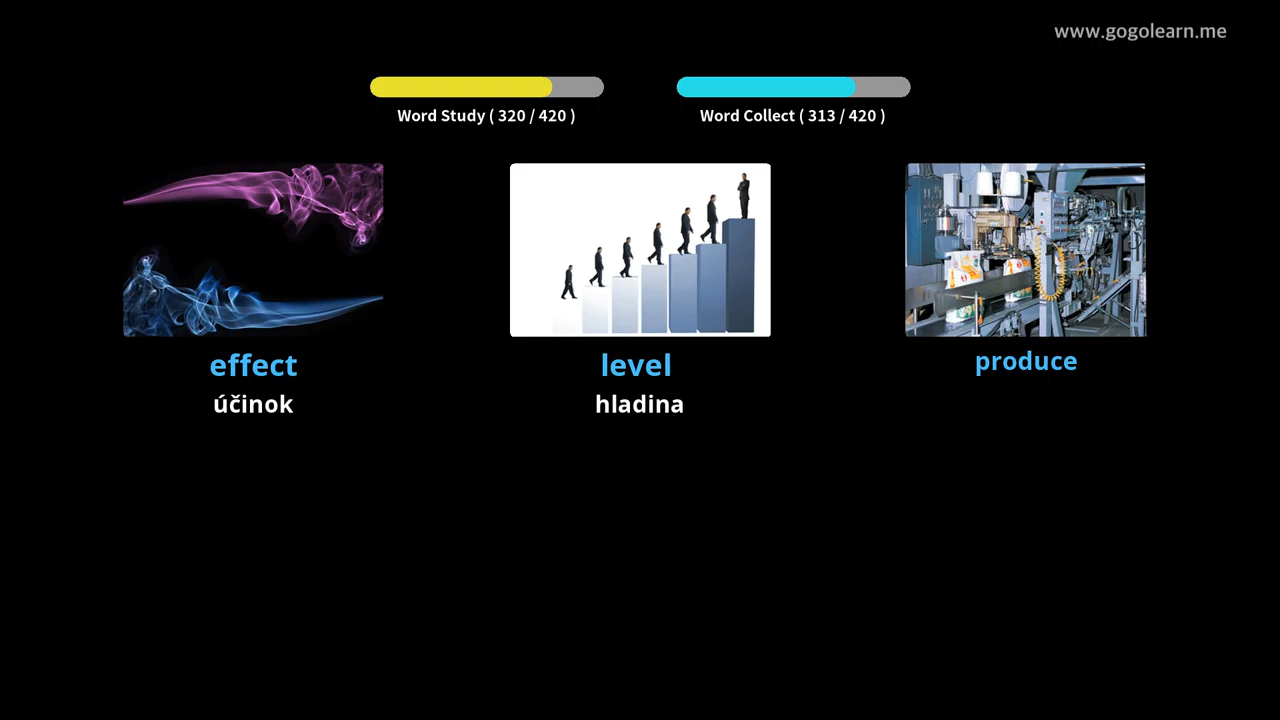 www.gogolearn.me
Word Study ( 320 / 420 )
Word Collect ( 313 / 420 )
effect
level
produce
účinok
hladina